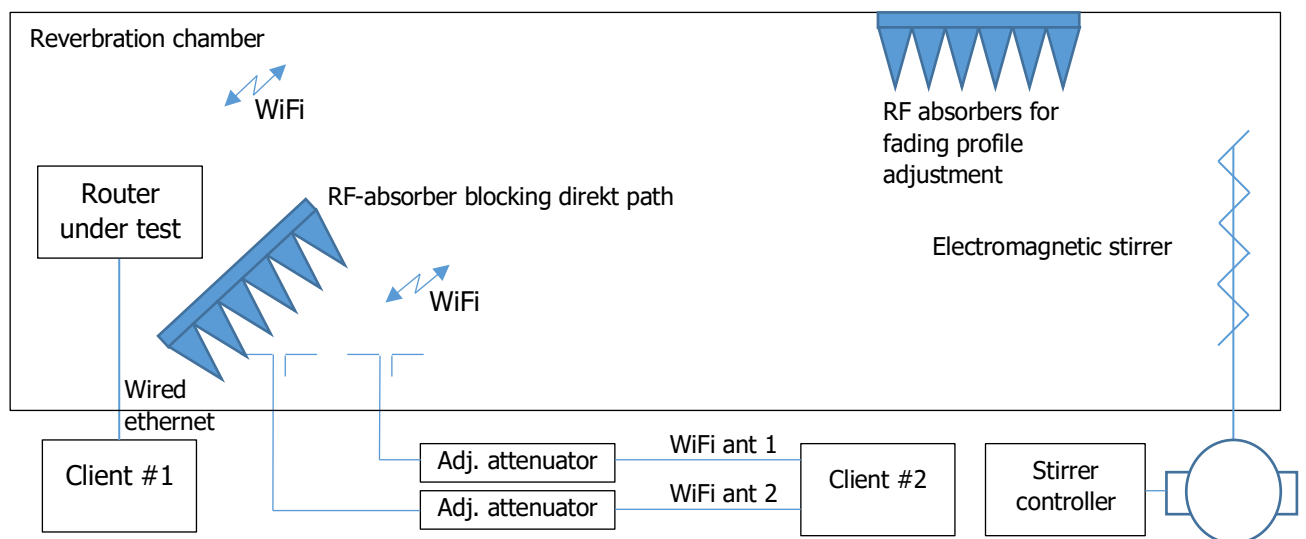 Reverbration chamber
WiFi
RF absorbers for
fading profile
adjustment
Router
under test
RF-absorber blocking direkt path
Electromagnetic stirrer
WiFi
Wired
ethernet
Client #1
Adj. attenuator
WiFi ant 1
Adj. attenuator
WiFi ant 2
Client #2
Stirrer
controller